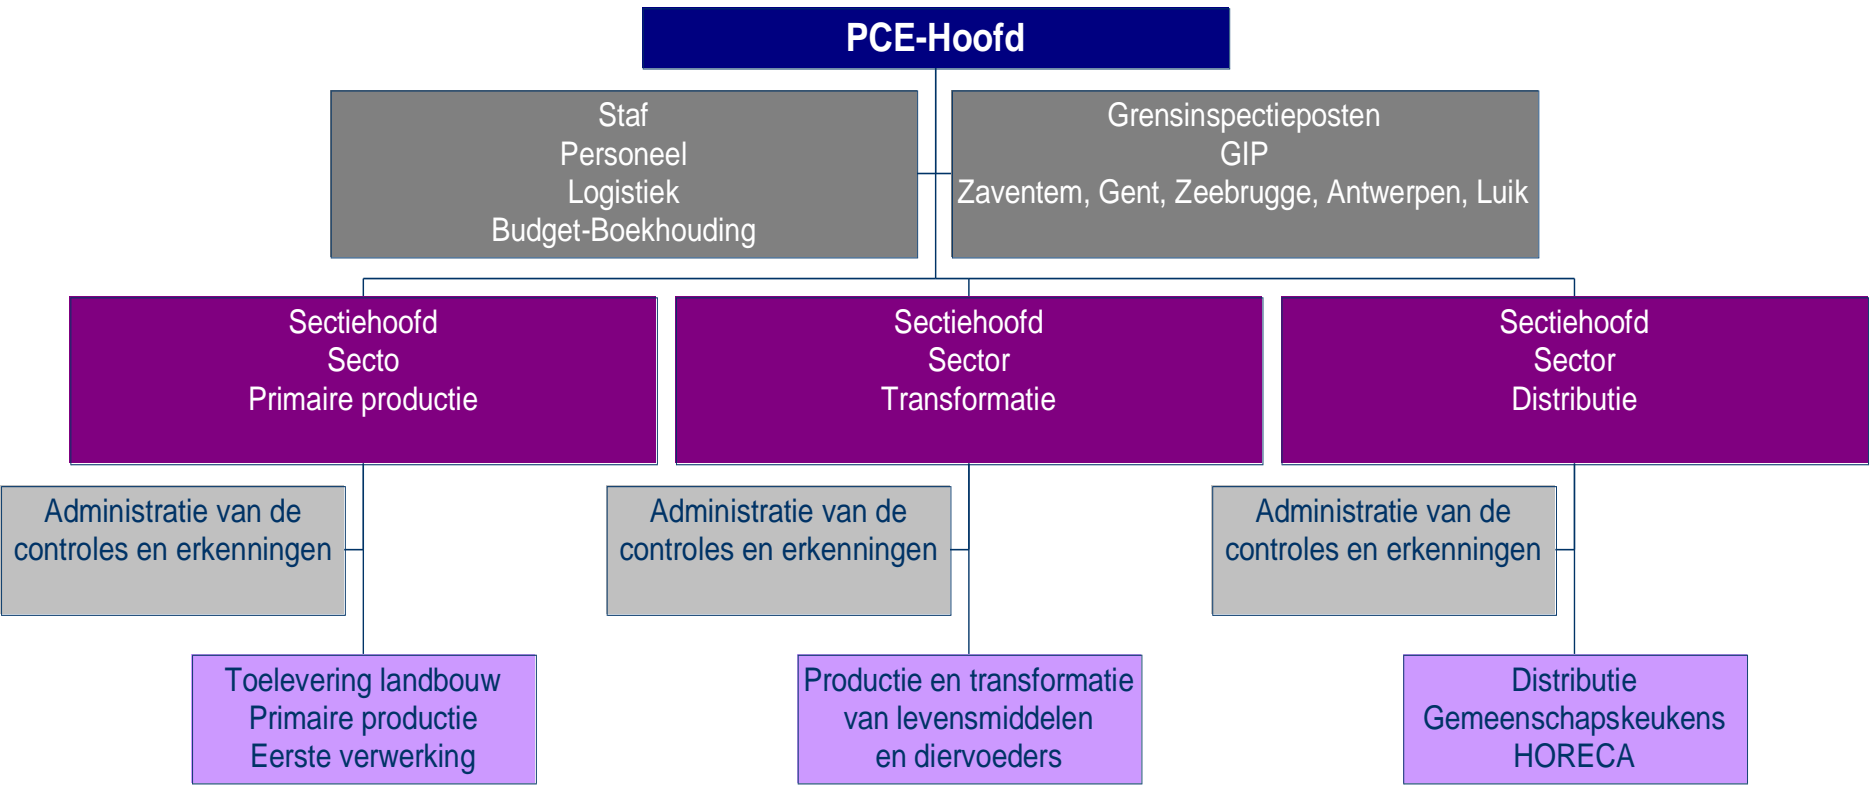 PCE-Hoofd
Staf
Personeel
Logistiek
Budget-Boekhouding
Grensinspectieposten
GIP
Zaventem, Gent, Zeebrugge, Antwerpen, Luik
Sectiehoofd
Secto
Primaire productie
Sectiehoofd
Sector
Transformatie
Sectiehoofd
Sector
Distributie
Administratie van de
controles en erkenningen
Administratie van de
controles en erkenningen
Administratie van de
controles en erkenningen
Toelevering landbouw
Primaire productie
Eerste verwerking
Productie en transformatie
van levensmiddelen
en diervoeders
Distributie
Gemeenschapskeukens
HORECA